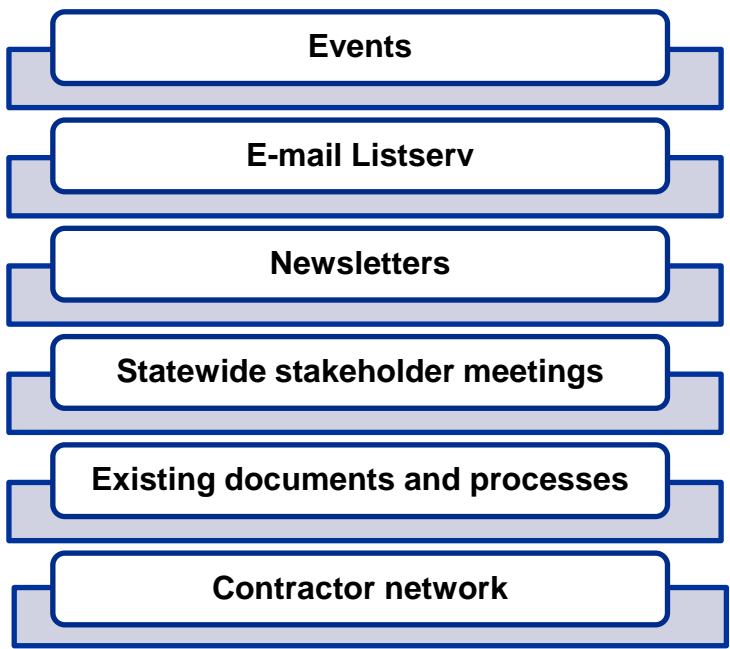 Events
E-mail Listserv
Newsletters
Statewide stakeholder meetings
Existing documents and processes
Contractor network